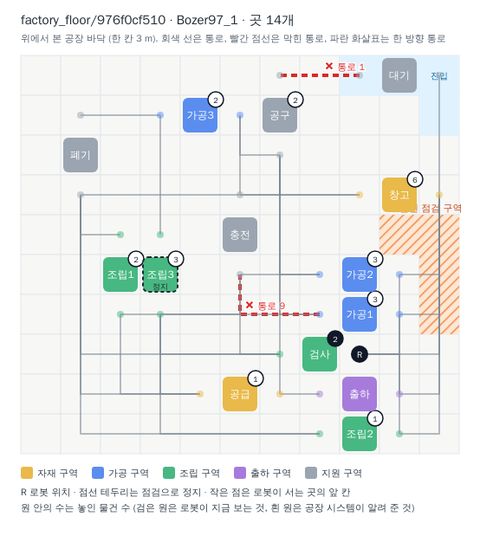 factory_floor/976f0cf510 · Bozer97_1 · 곳 14개
위에서 본 공장 바닥 (한 칸 3 m). 회색 선은 통로, 빨간 점선은 막힌 통로, 파란 화살표는 한 방향 통로
× 통로 1
대기
진입
가공3
2
공구
2
폐기
창고
6
점검 구역
충전
조립1
2
조립3
3
정지
가공2
3
× 통로 9
가공1
3
검사
2
R
공급
1
출하
조립2
1
자재 구역
가공 구역
조립 구역
출하 구역
지원 구역
R 로봇 위치 · 점선 테두리는 점검으로 정지 · 작은 점은 로봇이 서는 곳의 앞 칸
원 안의 수는 놓인 물건 수 (검은 원은 로봇이 지금 보는 것, 흰 원은 공장 시스템이 알려 준 것)